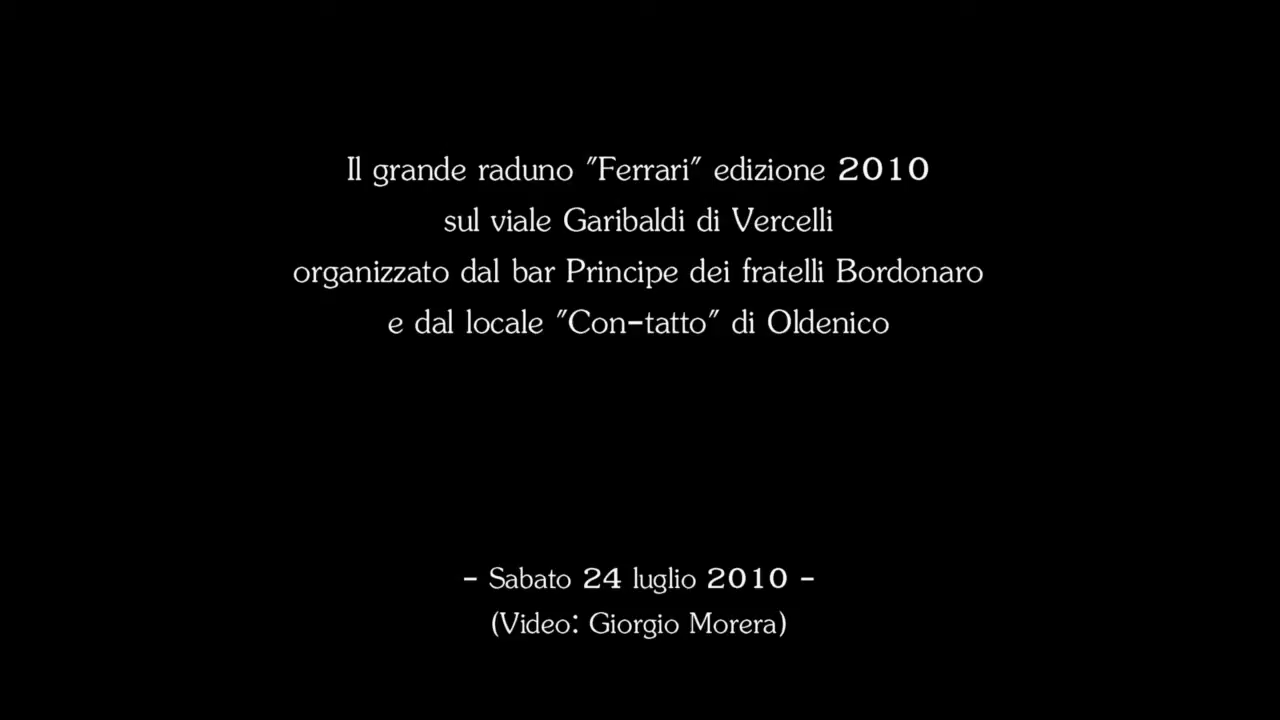 Il grande raduno "Ferrari" edizione 2010
sul viale Garibaldi di Vercelli
organizzato dal bar Principe dei fratelli Bordonaro
e dal locale "Con-tatto" di Oldenico
- Sabato 24 luglio 2010 -
(Video: Giorgio Morera)